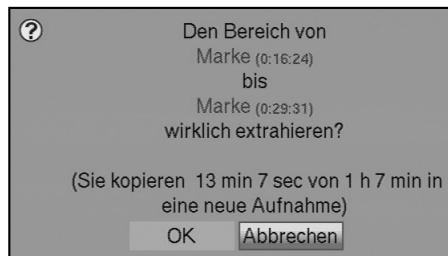 Den Bereich von
Marke (0:16:24)
bis
Marke (0:29:31)
wirklich extrahieren?
(Sie kopieren 13 min 7 sec von 1 h 7 min in
eine neue Aufnahme)
OK Abbrechen